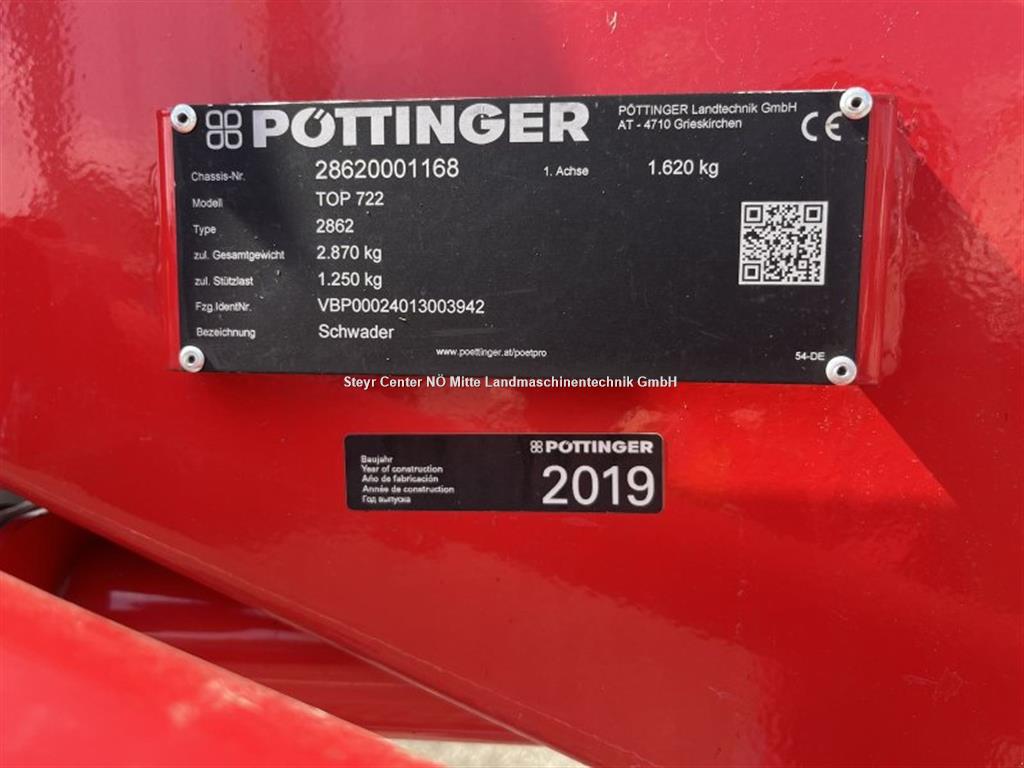 PÖTTINGER
PÖTTINGER Landtechnik GmbH
AT - 4710 Grieskirchen
CE
Chassis-Nr. 28620001168 1. Achse 1.620 kg
Modell TOP 722
Type 2862
zul. Gesamtgewicht 2.870 kg
zul. Stützlast 1.250 kg
Fzg.IdentNr. VBP00024013003942
Bezeichnung Schwader
www.poettinger.at/poetpro
54-DE
Steyr Center NÖ Mitte Landmaschinentechnik GmbH
PÖTTINGER
Baujahr
Year of construction
Año de fabricación
Année de construction
Год выпуска
2019